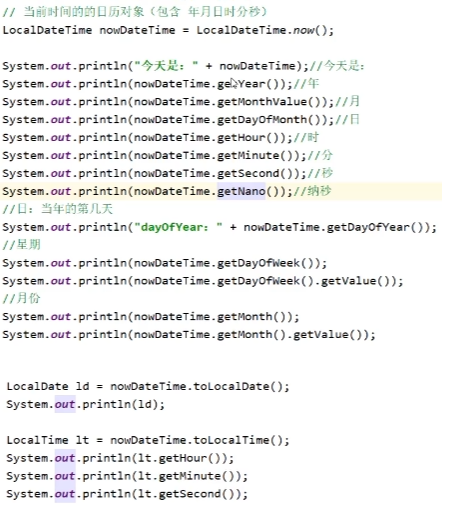 // 当前时间的的日历对象（包含 年月日时分秒）
LocalDateTime nowDateTime = LocalDateTime.now();
System.out.println("今天是：" + nowDateTime);//今天是：
System.out.println(nowDateTime.getYear());//年
System.out.println(nowDateTime.getMonthValue());//月
System.out.println(nowDateTime.getDayOfMonth());//日
System.out.println(nowDateTime.getHour());//时
System.out.println(nowDateTime.getMinute());//分
System.out.println(nowDateTime.getSecond());//秒
System.out.println(nowDateTime.getNano());//纳秒
//日：当年的第几天
System.out.println("dayOfYear：" + nowDateTime.getDayOfYear());
//星期
System.out.println(nowDateTime.getDayOfWeek());
System.out.println(nowDateTime.getDayOfWeek().getValue());
//月份
System.out.println(nowDateTime.getMonth());
System.out.println(nowDateTime.getMonth().getValue());
LocalDate ld = nowDateTime.toLocalDate();
System.out.println(ld);
LocalTime lt = nowDateTime.toLocalTime();
System.out.println(lt.getHour());
System.out.println(lt.getMinute());
System.out.println(lt.getSecond());